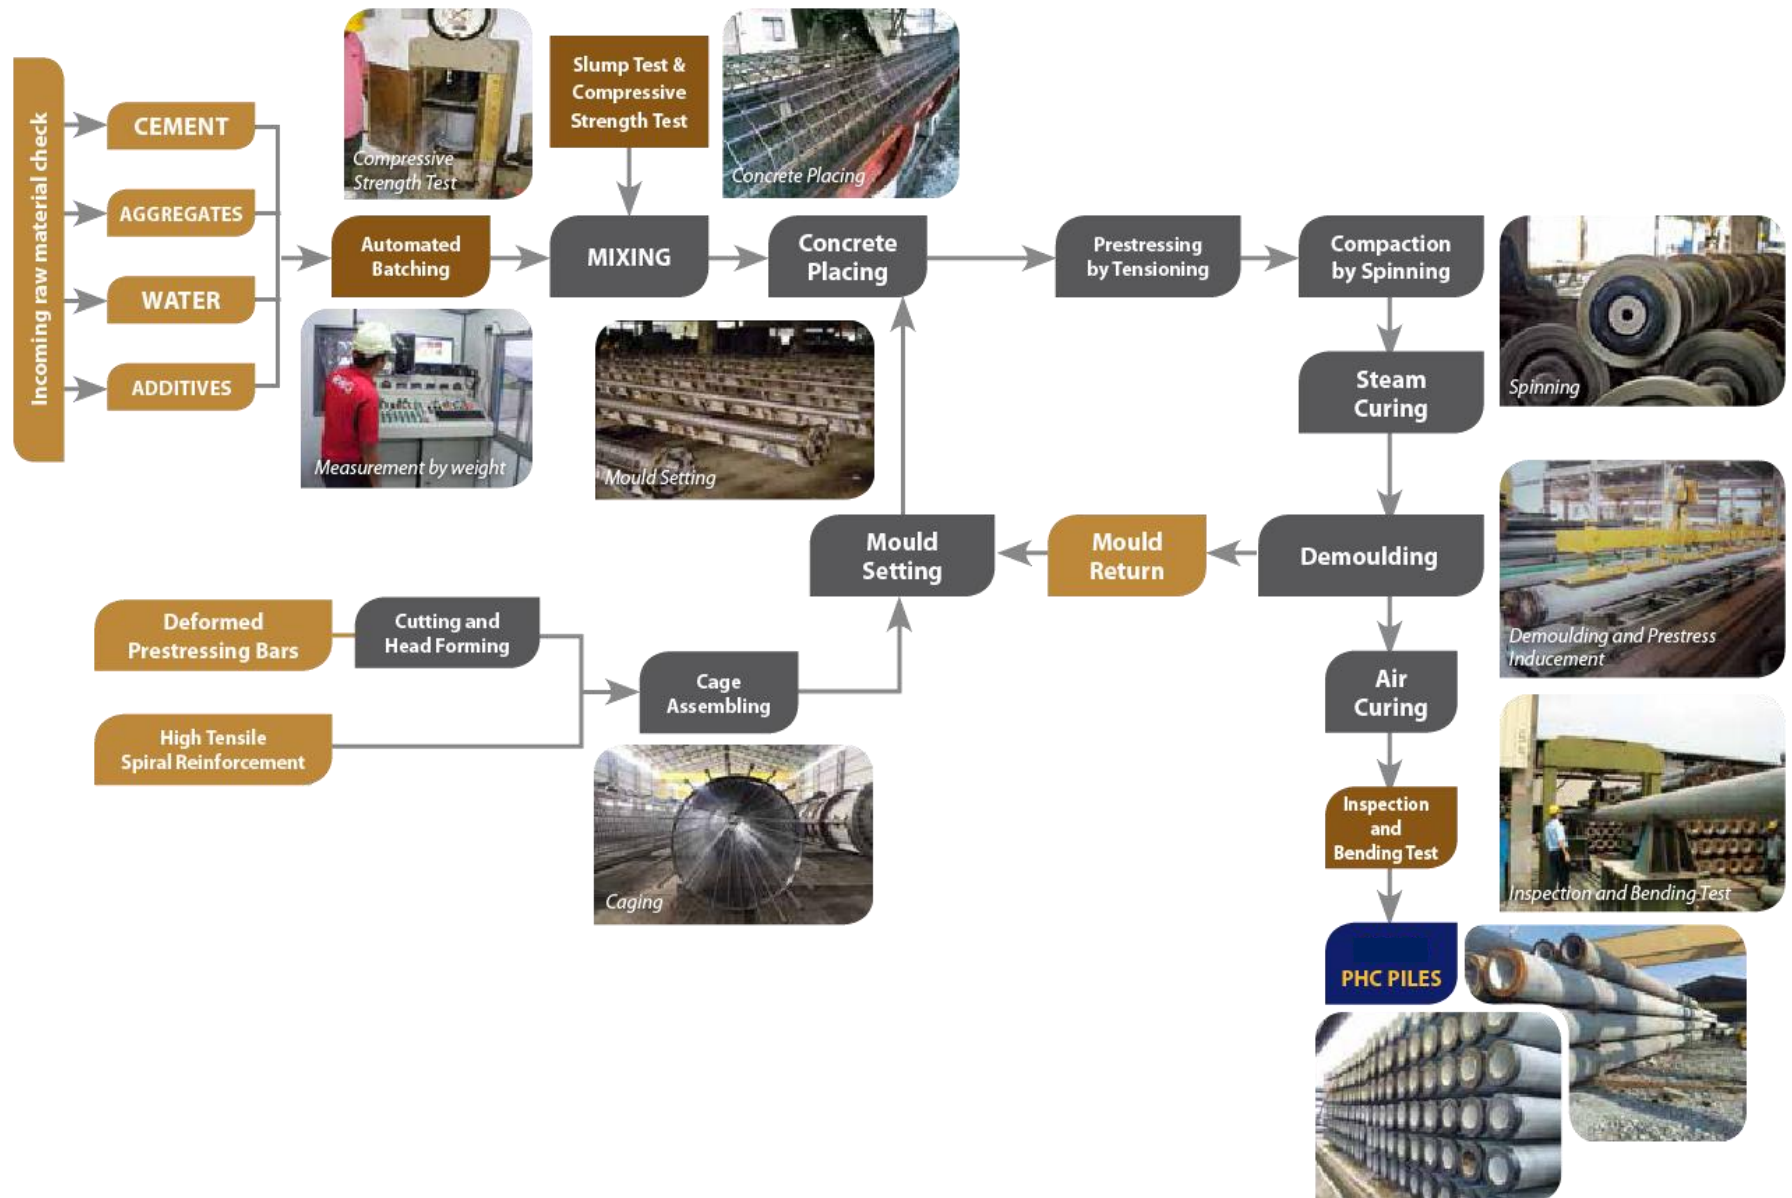 Incoming raw material check
CEMENT
AGGREGATES
WATER
ADDITIVES
Compressive
Strength Test
Automated
Batching
Measurement by weight
Slump Test &
Compressive
Strength Test
MIXING
Concrete Placing
Concrete
Placing
Mould Setting
Prestressing
by Tensioning
Compaction
by Spinning
Spinning
Steam
Curing
Demoulding
Demoulding and Prestress
Inducement
Mould
Return
Mould
Setting
Deformed
Prestressing Bars
Cutting and
Head Forming
High Tensile
Spiral Reinforcement
Cage
Assembling
Caging
Air
Curing
Inspection
and
Bending Test
Inspection and Bending Test
PHC PILES